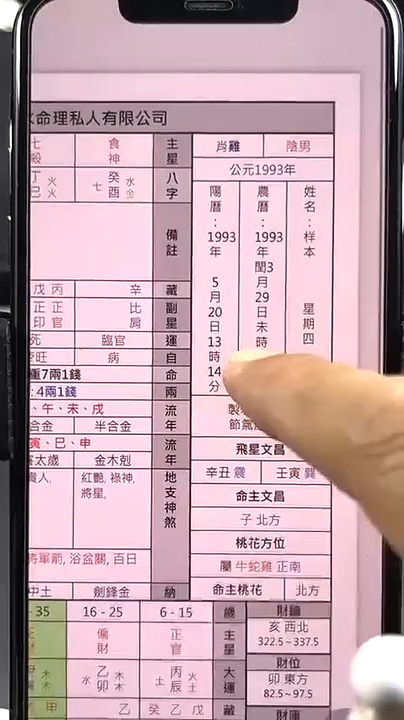 命理私人有限公司
肖雞 陰男
公元1993年
姓名：样本 星期四
農曆：1993年 閏3月29日未時
陽曆：1993年 5月20日13時14分
主星
食神
七殺
八字
癸水
七 酉金
丁火
巳火
備註
藏
辛
戊丙
副星
比肩
正正
印官
運
臨官
帝旺
自
病
命
重7兩1錢
兩
:4兩1錢
流年
、午、未、戌
合金 半合金
流年
寅、巳、申
太歲 金木剋
地支神煞
紅艷, 祿神,
將星,
貴人,
將軍箭, 浴盆關, 百日
納
劍鋒金
中土
飛星文昌
辛丑 震 壬寅 巽
命主文昌
子 北方
桃花方位
屬 牛蛇雞 正南
命主桃花 北方
歲
6-15
16-25
-35
財論
亥 西北
322.5~337.5
財位
卯 東方
82.5~97.5
財庫
主星
正官
偏財
大運
丙火
土 辰土
乙木
水 卯木
藏
癸乙戊
乙
甲